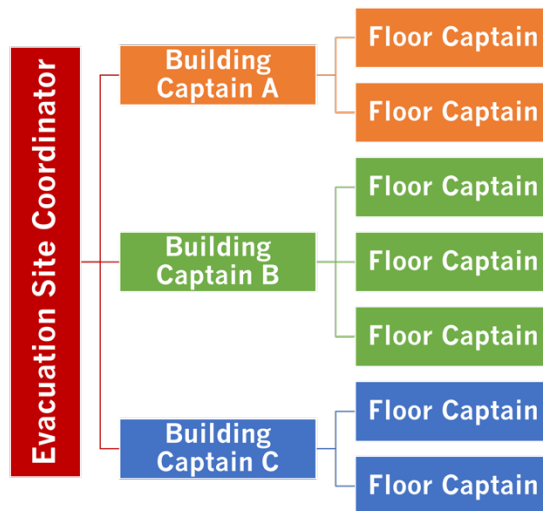 Evacuation Site Coordinator
Building
Captain A
Floor Captain
Floor Captain
Building
Captain B
Floor Captain
Floor Captain
Floor Captain
Building
Captain C
Floor Captain
Floor Captain